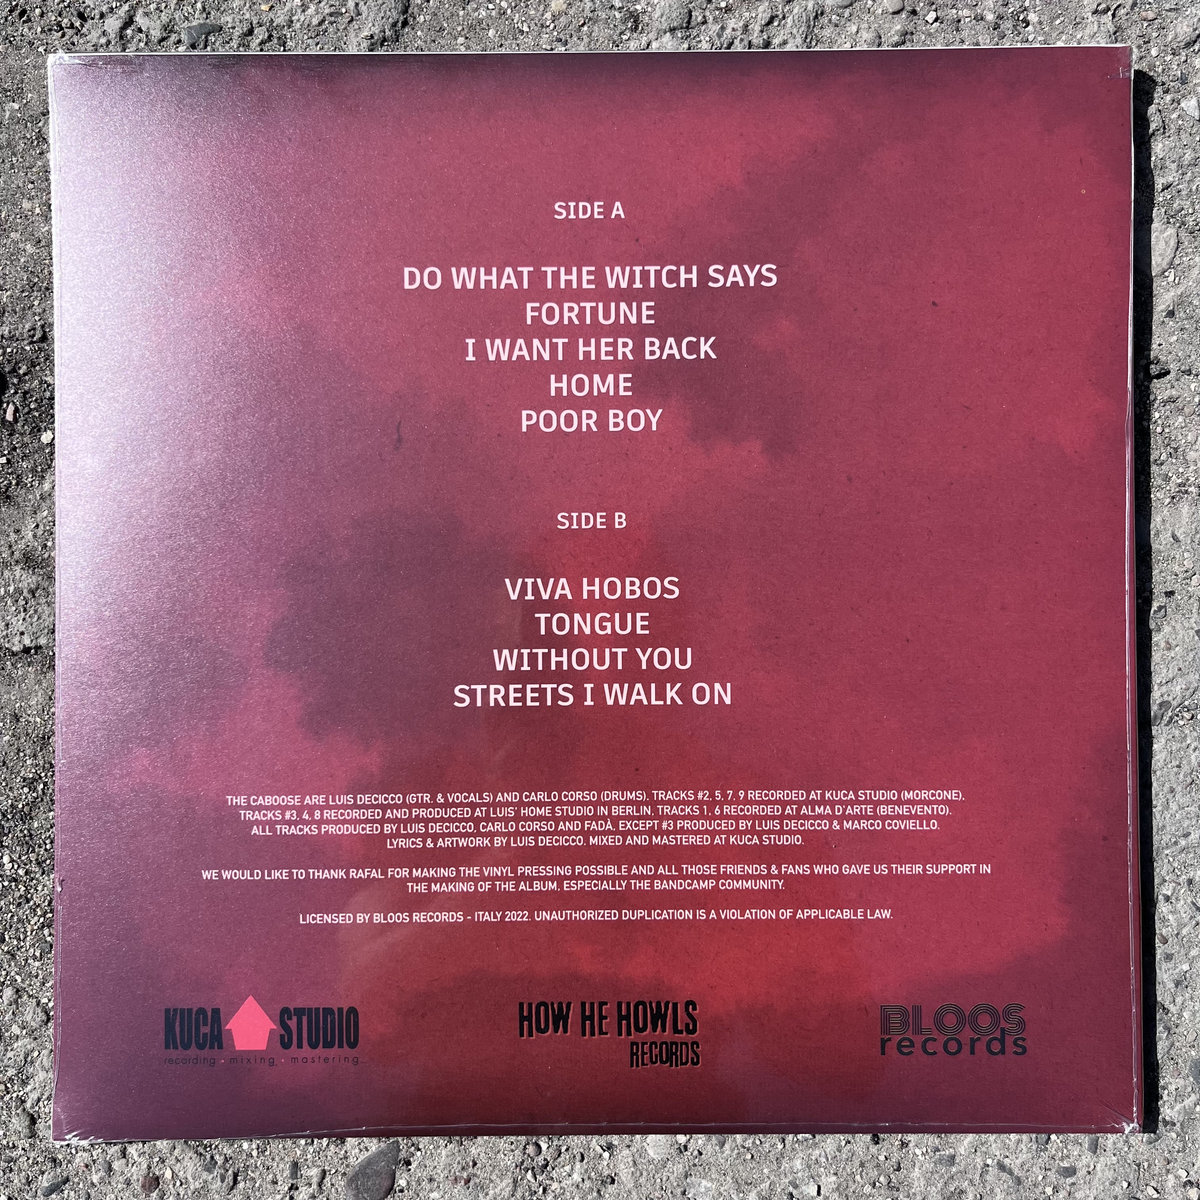 SIDE A
DO WHAT THE WITCH SAYS
FORTUNE
I WANT HER BACK
HOME
POOR BOY
SIDE B
VIVA HOBOS
TONGUE
WITHOUT YOU
STREETS I WALK ON
THE CABOOSE ARE LUIS DECICCO (GTR. & VOCALS) AND CARLO CORSO (DRUMS). TRACKS #2, 5, 7, 9 RECORDED AT KUCA STUDIO (MORCONE),
TRACKS #3, 4, 8 RECORDED AND PRODUCED AT LUIS' HOME STUDIO IN BERLIN, TRACKS 1, 6 RECORDED AT ALMA D'ARTE (BENEVENTO).
ALL TRACKS PRODUCED BY LUIS DECICCO, CARLO CORSO AND FADÀ, EXCEPT #3 PRODUCED BY LUIS DECICCO & MARCO COVIELLO.
LYRICS & ARTWORK BY LUIS DECICCO. MIXED AND MASTERED AT KUCA STUDIO.
WE WOULD LIKE TO THANK RAFAL FOR MAKING THE VINYL PRESSING POSSIBLE AND ALL THOSE FRIENDS & FANS WHO GAVE US THEIR SUPPORT IN
THE MAKING OF THE ALBUM, ESPECIALLY THE BANDCAMP COMMUNITY.
LICENSED BY BLOOS RECORDS - ITALY 2022. UNAUTHORIZED DUPLICATION IS A VIOLATION OF APPLICABLE LAW.
KUCA STUDIO
recording · mixing · mastering
HOW HE HOWLS
RECORDS
BLOOS
records